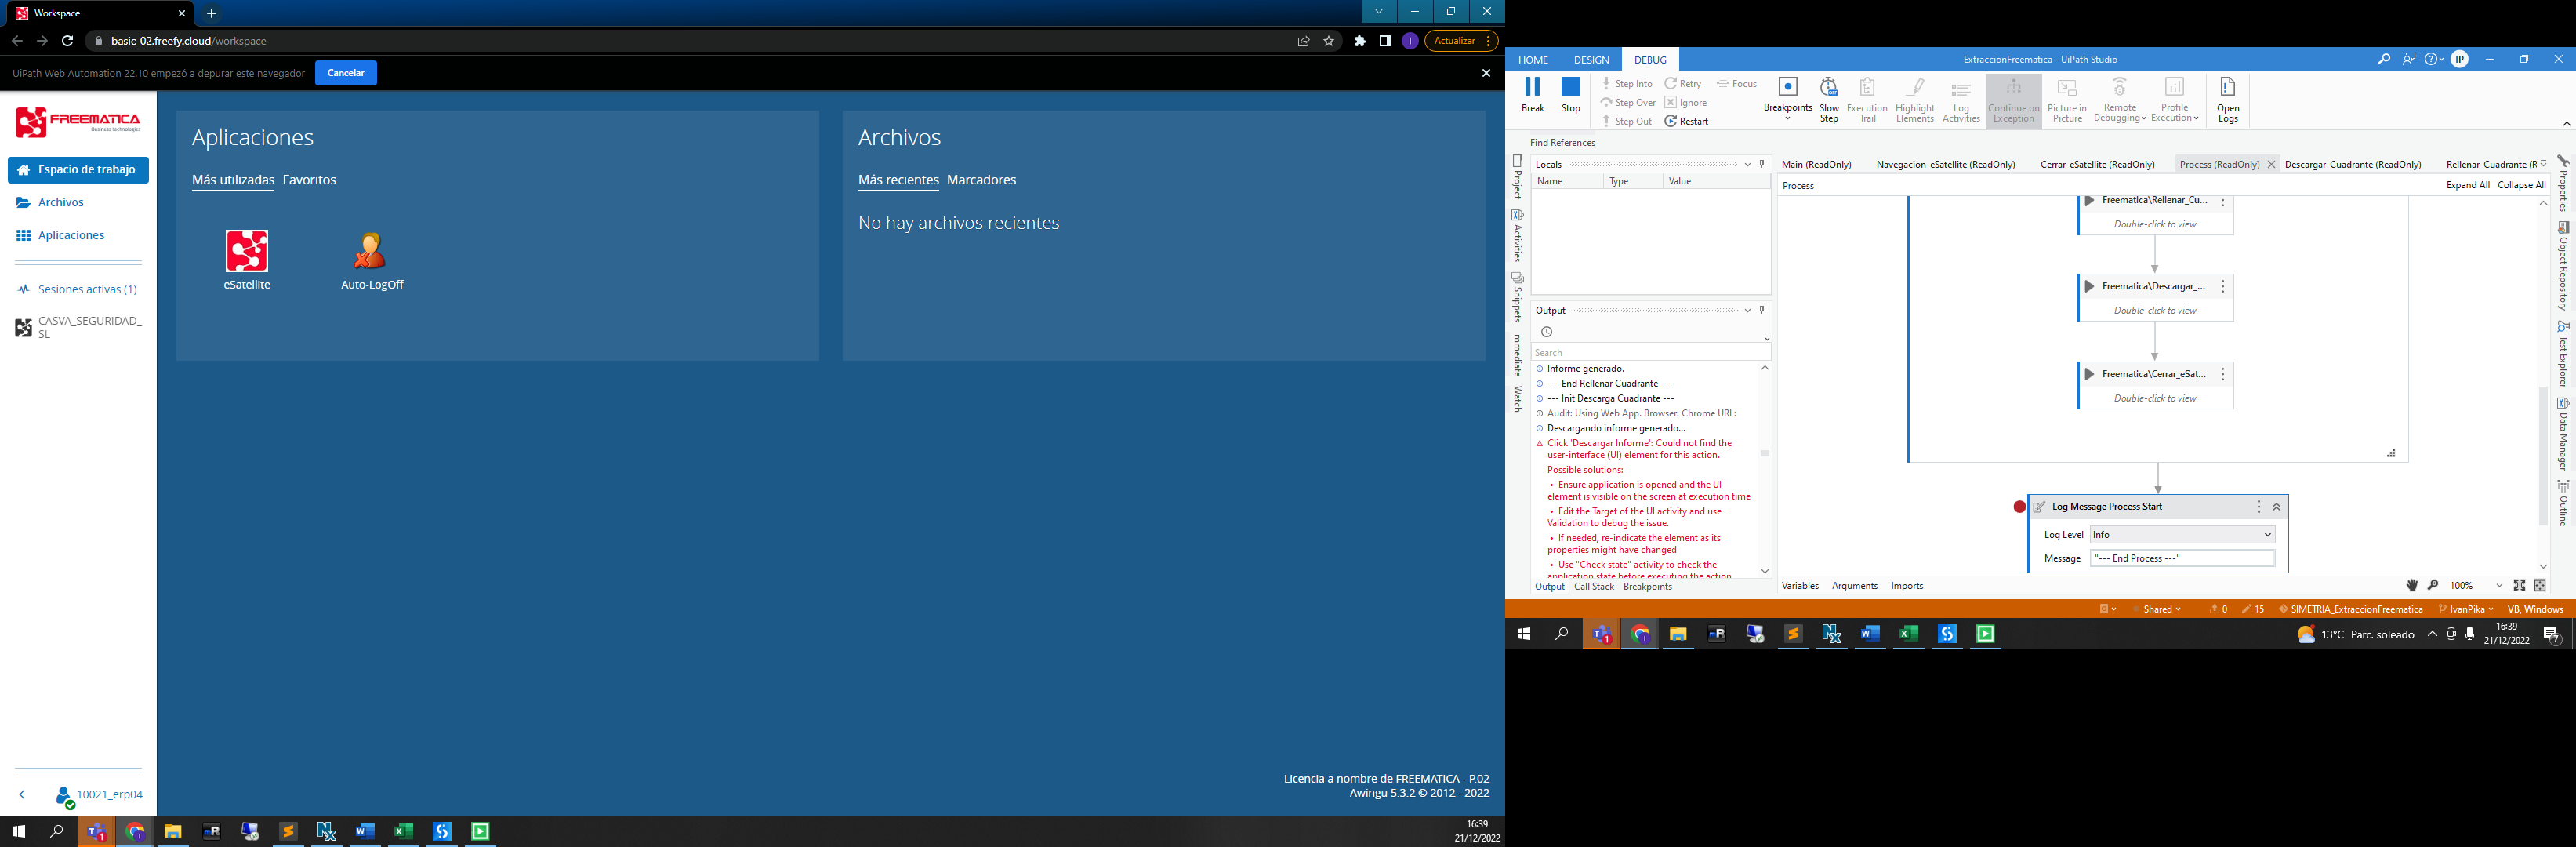 Workspace
basic-02.freefy.cloud/workspace
Actualizar
UiPath Web Automation 22.10 empezó a depurar este navegador
Cancelar
FREEMATICA
Business technologies
Espacio de trabajo
Archivos
Aplicaciones
Sesiones activas (1)
CASVA_SEGURIDAD_
SL
10021_erp04
Aplicaciones
Más utilizadas Favoritos
eSatellite
Auto-LogOff
Archivos
Más recientes Marcadores
No hay archivos recientes
Licencia a nombre de FREEMATICA - P.02
Awingu 5.3.2 © 2012 - 2022
16:39
21/12/2022
HOME DESIGN DEBUG
ExtraccionFreematica - UiPath Studio
IP
Break
Stop
Step Into
Step Over
Step Out
Retry
Ignore
Restart
Focus
Breakpoints
Slow
Step
Execution
Trail
Highlight
Elements
Log
Activities
Continue on
Exception
Picture in
Picture
Remote
Debugging
Profile
Execution
Open
Logs
Find References
Project
Activities
Snippets
Immediate
Watch
Locals
Name Type Value
Output
Search
Informe generado.
--- End Rellenar Cuadrante ---
--- Init Descarga Cuadrante ---
Audit: Using Web App. Browser: Chrome URL:
Descargando informe generado...
Click 'Descargar Informe': Could not find the
user-interface (UI) element for this action.
Possible solutions:
• Ensure application is opened and the UI
element is visible on the screen at execution time
• Edit the Target of the UI activity and use
Validation to debug the issue.
• If needed, re-indicate the element as its
properties might have changed
• Use "Check state" activity to check the
application state before executing the action
Output Call Stack Breakpoints
Main (ReadOnly) Navegacion_eSatellite (ReadOnly) Cerrar_eSatellite (ReadOnly) Process (ReadOnly) Descargar_Cuadrante (ReadOnly) Rellenar_Cuadrante (R
Process
Expand All Collapse All
Freematica\Rellenar_Cu...
Double-click to view
Freematica\Descargar_...
Double-click to view
Freematica\Cerrar_eSat...
Double-click to view
Log Message Process Start
Log Level Info
Message "--- End Process ---"
Variables Arguments Imports
100%
Properties
Object Repository
Test Explorer
Data Manager
Outline
Shared
0
15
SIMETRIA_ExtraccionFreematica
IvanPika
VB, Windows
13°C Parc. soleado
16:39
21/12/2022
7